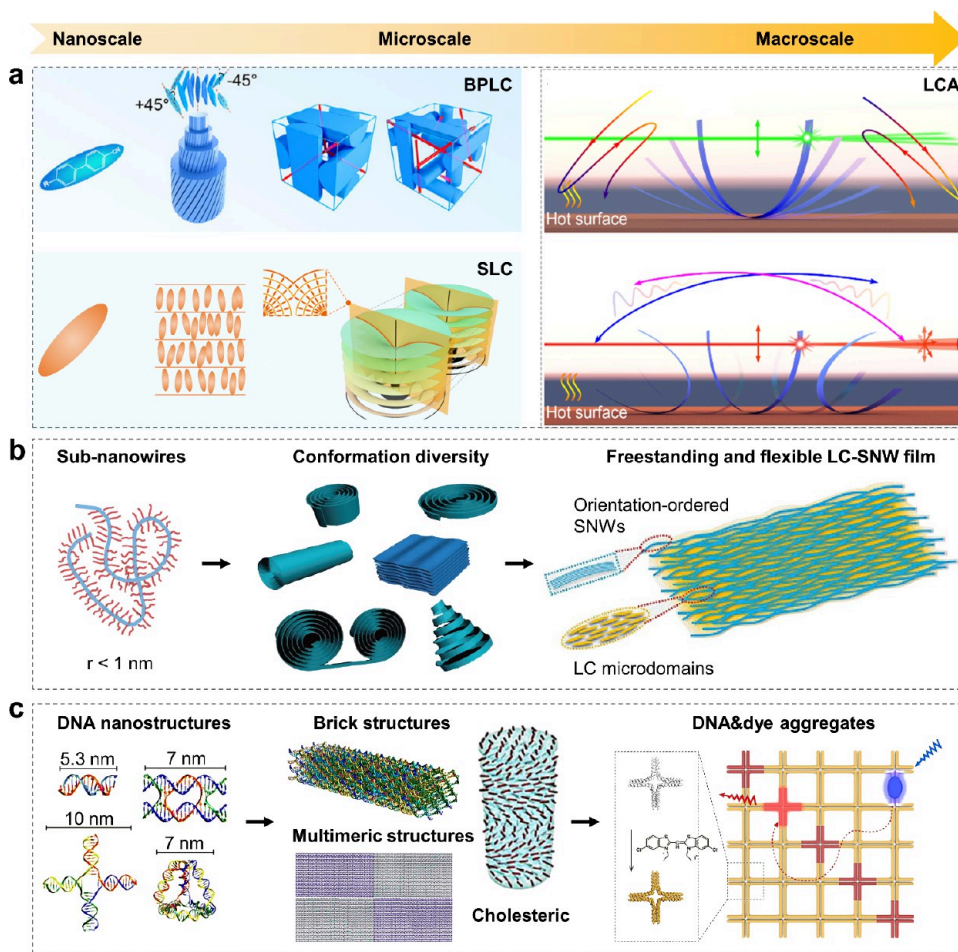 Nanoscale
Microscale
Macroscale
a
+45°
-45°
BPLC
LCA
Hot surface
SLC
Hot surface
b
Sub-nanowires
Conformation diversity
Freestanding and flexible LC-SNW film
Orientation-ordered
SNWs
r < 1 nm
LC microdomains
c
DNA nanostructures
Brick structures
DNA&dye aggregates
5.3 nm
7 nm
10 nm
7 nm
Multimeric structures
Cholesteric